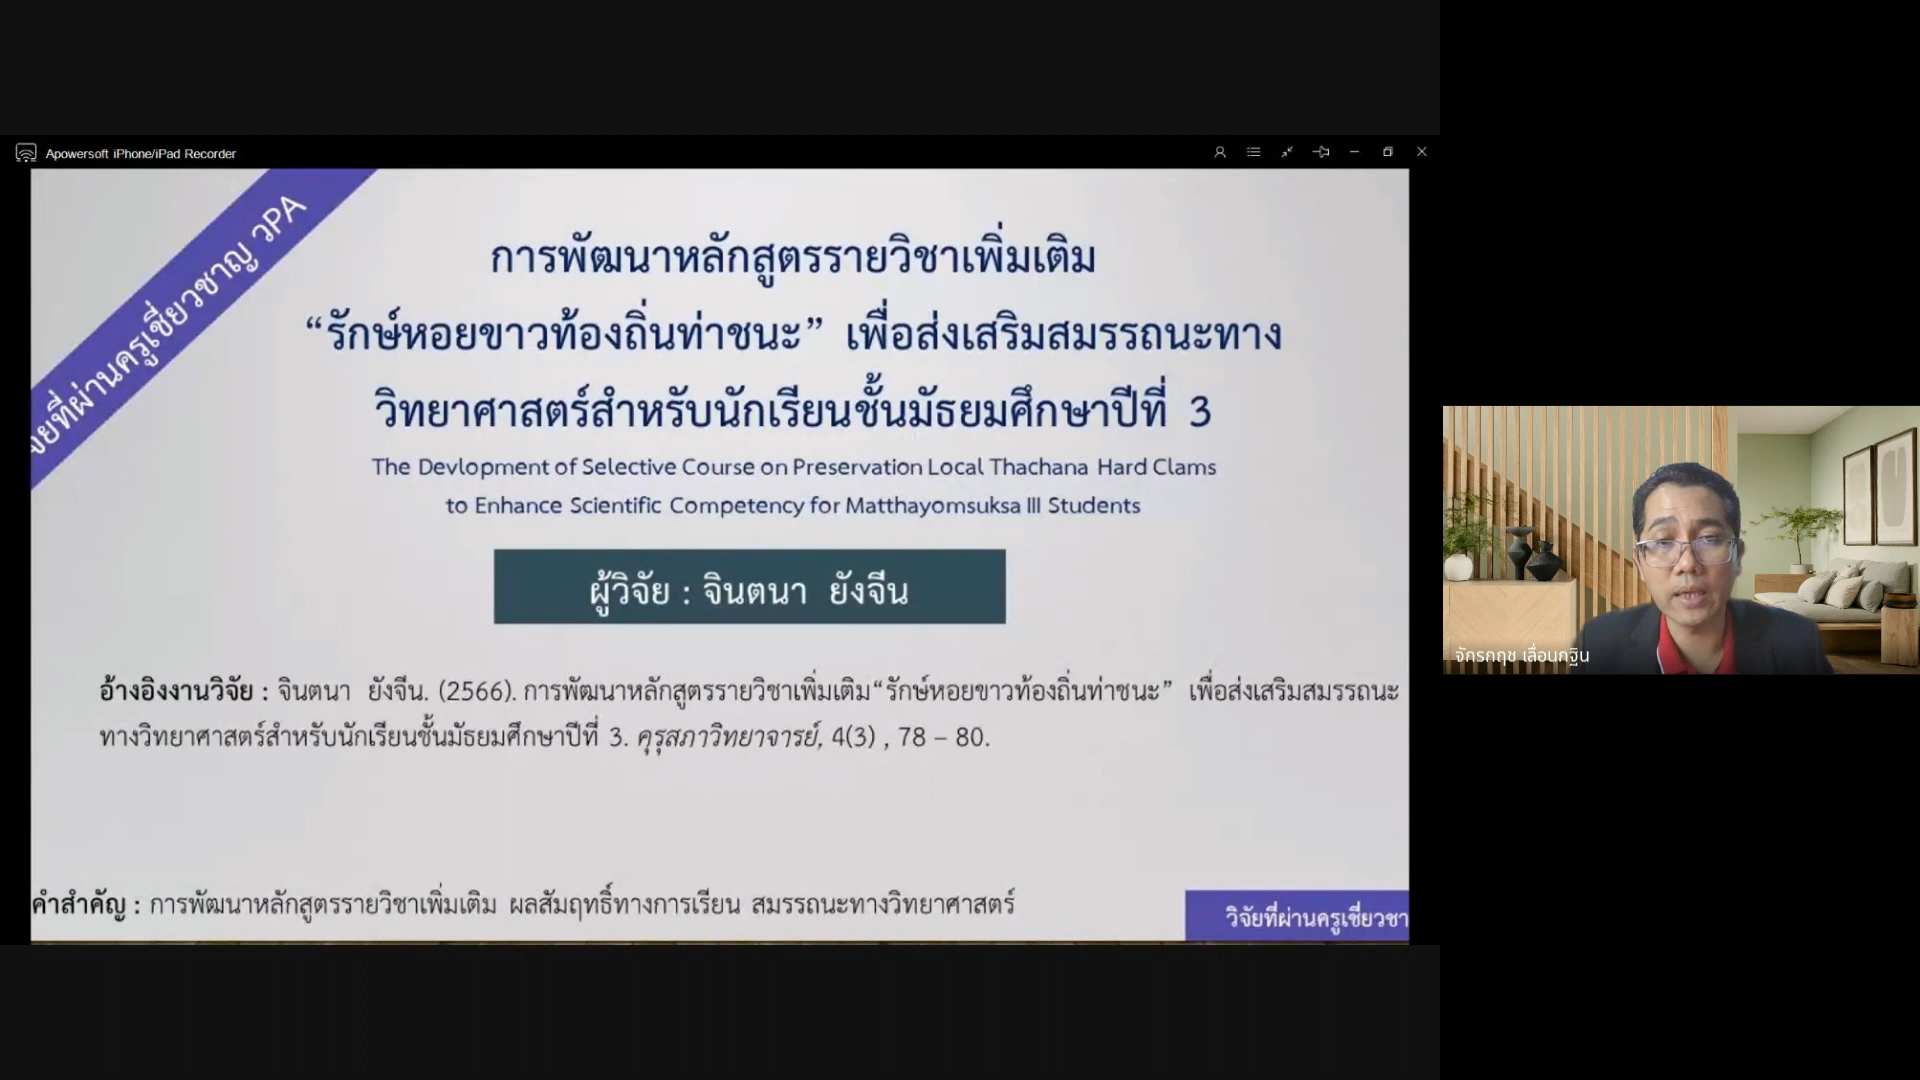 Apowersoft iPhone/iPad Recorder
จัยที่ผ่านครูเชี่ยวชาญ วPA
การพัฒนาหลักสูตรรายวิชาเพิ่มเติม
“รักษ์หอยขาวท้องถิ่นท่าชนะ” เพื่อส่งเสริมสมรรถนะทาง
วิทยาศาสตร์สำหรับนักเรียนชั้นมัธยมศึกษาปีที่ 3
The Devlopment of Selective Course on Preservation Local Thachana Hard Clams
to Enhance Scientific Competency for Matthayomsuksa III Students
ผู้วิจัย : จินตนา ยังจีน
อ้างอิงงานวิจัย : จินตนา ยังจีน. (2566). การพัฒนาหลักสูตรรายวิชาเพิ่มเติม“รักษ์หอยขาวท้องถิ่นท่าชนะ” เพื่อส่งเสริมสมรรถนะ
ทางวิทยาศาสตร์สำหรับนักเรียนชั้นมัธยมศึกษาปีที่ 3. คุรุสภาวิทยาจารย์, 4(3) , 78 – 80.
คำสำคัญ : การพัฒนาหลักสูตรรายวิชาเพิ่มเติม ผลสัมฤทธิ์ทางการเรียน สมรรถนะทางวิทยาศาสตร์
วิจัยที่ผ่านครูเชี่ยวชา
จักรกฤช เลื่อนกฐิน